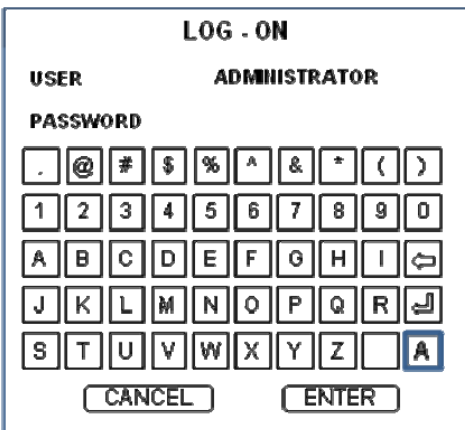 LOG - ON
USER ADMINISTRATOR
PASSWORD
. @ # $ % ^ & * ( )
1 2 3 4 5 6 7 8 9 0
A B C D E F G H I
J K L M N O P Q R
S T U V W X Y Z A
CANCEL ENTER